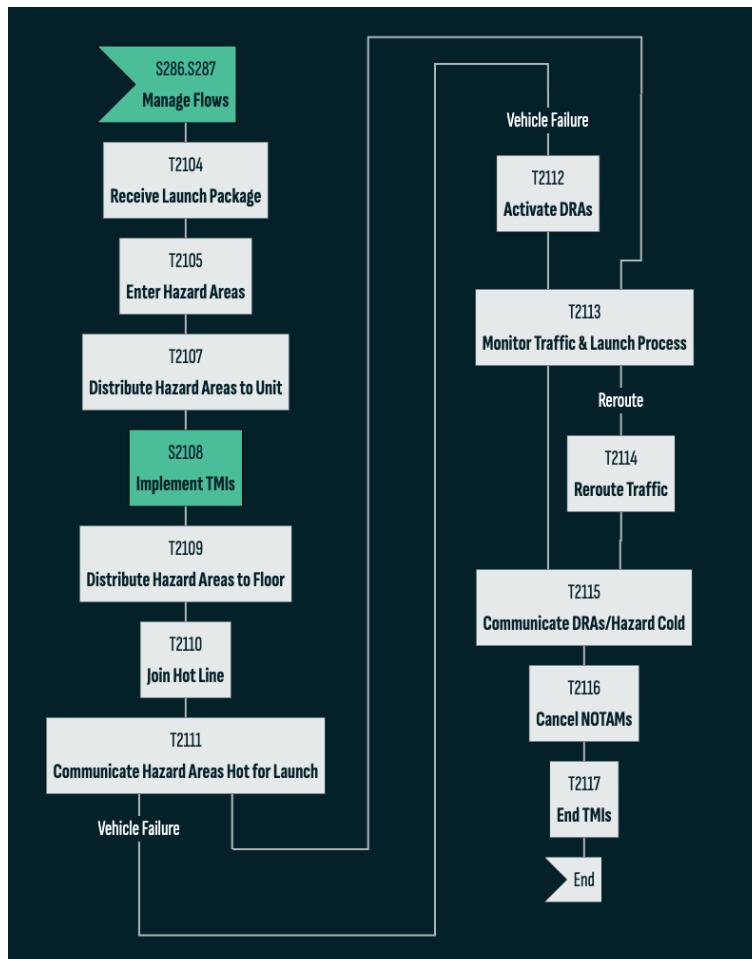 S286.S287
Manage Flows
T2104
Receive Launch Package
T2105
Enter Hazard Areas
T2107
Distribute Hazard Areas to Unit
S2108
Implement TMIs
T2109
Distribute Hazard Areas to Floor
T2110
Join Hot Line
T2111
Communicate Hazard Areas Hot for Launch
Vehicle Failure
Vehicle Failure
T2112
Activate DRAs
T2113
Monitor Traffic & Launch Process
Reroute
T2114
Reroute Traffic
T2115
Communicate DRAs/Hazard Cold
T2116
Cancel NOTAMs
T2117
End TMIs
End